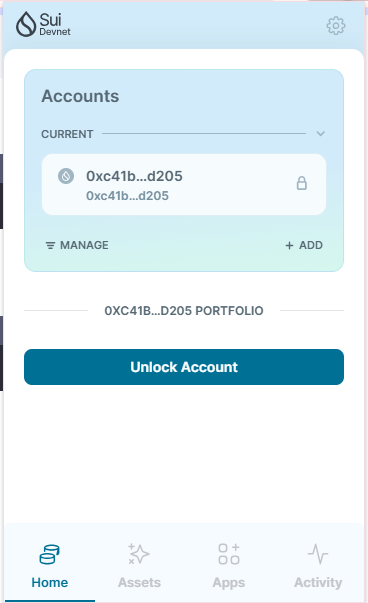 Sui
Devnet
Accounts
CURRENT
0xc41b...d205
0xc41b...d205
MANAGE
+ ADD
0XC41B...D205 PORTFOLIO
Unlock Account
Home
Assets
Apps
Activity